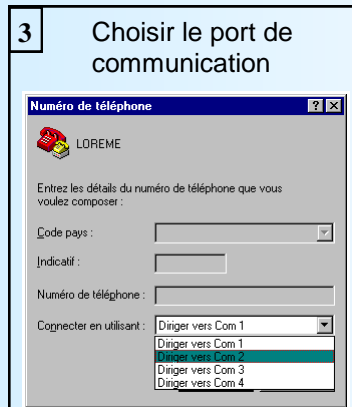 3
Choisir le port de
communication
Numéro de téléphone
LOREME
Entrez les détails du numéro de téléphone que vous
voulez composer :
Code pays :
Indicatif :
Numéro de téléphone :
Connecter en utilisant : Diriger vers Com 1
Diriger vers Com 1
Diriger vers Com 2
Diriger vers Com 3
Diriger vers Com 4